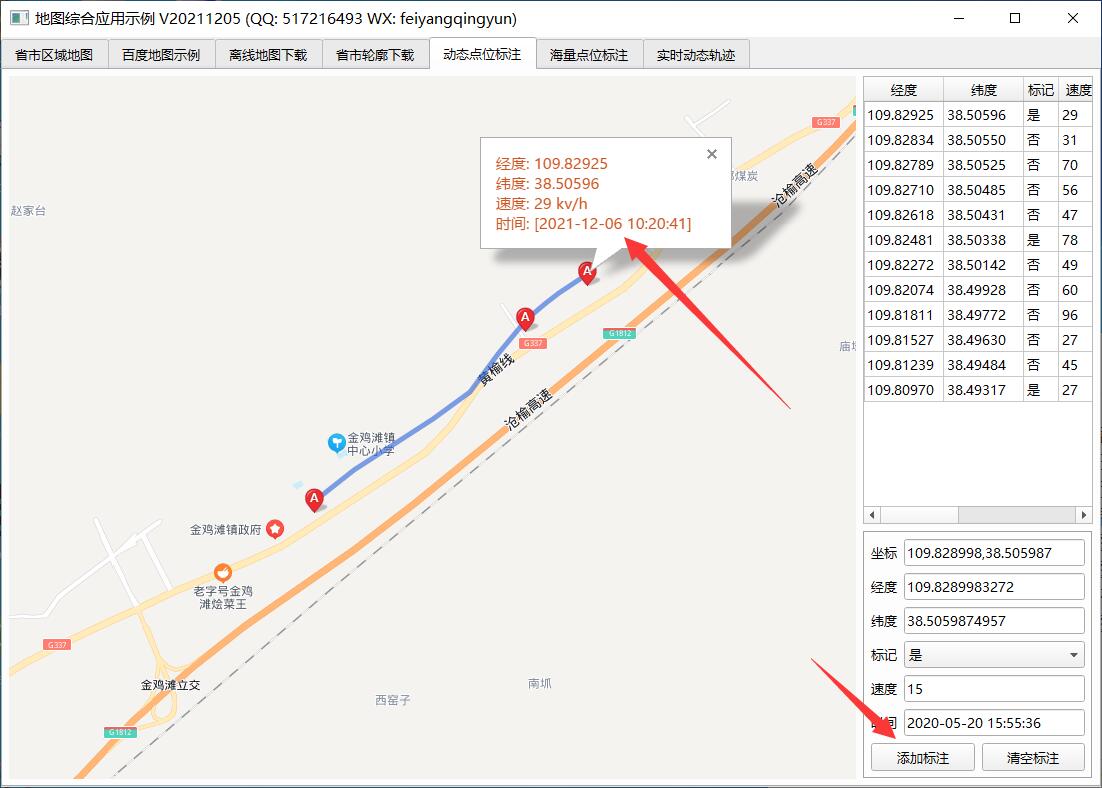 地图综合应用示例 V20211205 (QQ: 517216493 WX: feiyangqingyun)
省市区域地图 百度地图示例 离线地图下载 省市轮廓下载 动态点位标注 海量点位标注 实时动态轨迹
经度 纬度 标记 速度
109.82925 38.50596 是 29
109.82834 38.50550 否 31
109.82789 38.50525 否 70
109.82710 38.50485 否 56
109.82618 38.50431 否 47
109.82481 38.50338 是 78
109.82272 38.50142 否 49
109.82074 38.49928 否 60
109.81811 38.49772 否 96
109.81527 38.49630 否 27
109.81239 38.49484 否 45
109.80970 38.49317 是 27
经度: 109.82925
纬度: 38.50596
速度: 29 kv/h
时间: [2021-12-06 10:20:41]
G337
煤炭
沧榆高速
赵家台
A
A
G337
G1812
庙
黄榆线
沧榆高速
金鸡滩镇
中心小学
A
金鸡滩镇政府
老字号金鸡
滩烩菜王
G337
金鸡滩立交
西窑子
南坬
G1812
坐标 109.828998,38.505987
经度 109.8289983272
纬度 38.5059874957
标记 是
速度 15
间 2020-05-20 15:55:36
添加标注 清空标注